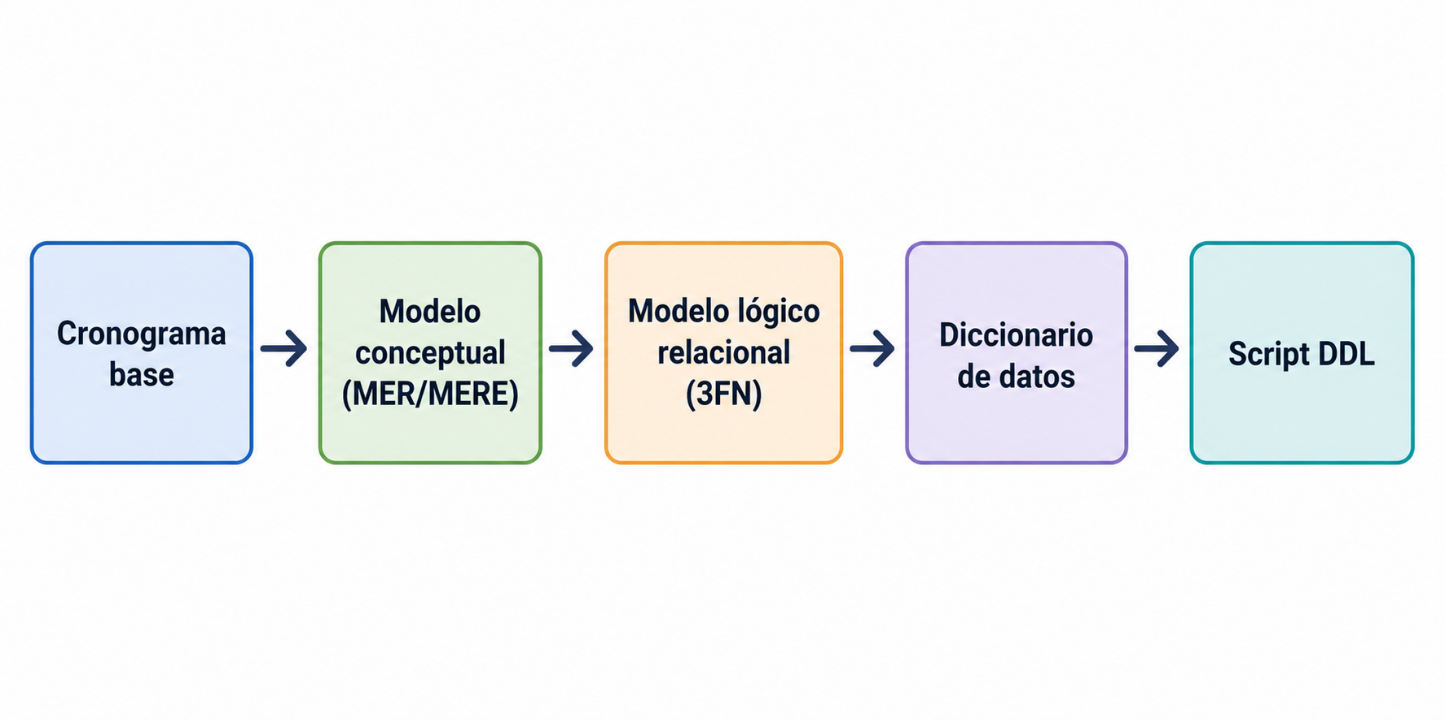 Cronograma
base
Modelo
conceptual
(MER/MERE)
Modelo lógico
relacional
(3FN)
Diccionario
de datos
Script DDL